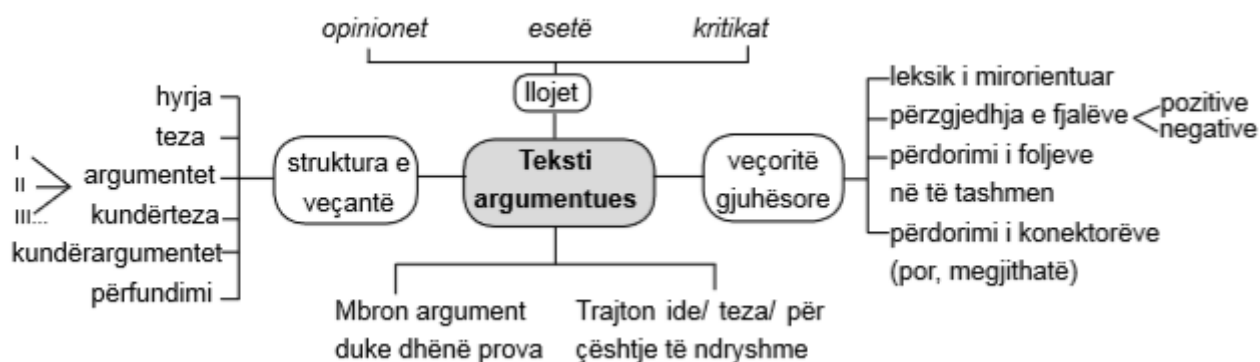 opinionet esetë kritikat
llojet
hyrja
teza
I
II
III...
argumentet
kundërteza
kundërargumentet
përfundimi
struktura e
veçantë
Teksti
argumentues
veçoritë
gjuhësore
leksik i mirorientuar
përzgjedhja e fjalëve
pozitive
negative
përdorimi i foljeve
në të tashmen
përdorimi i konektorëve
(por, megjithatë)
Mbron argument
duke dhënë prova
Trajton ide/ teza/ për
çështje të ndryshme